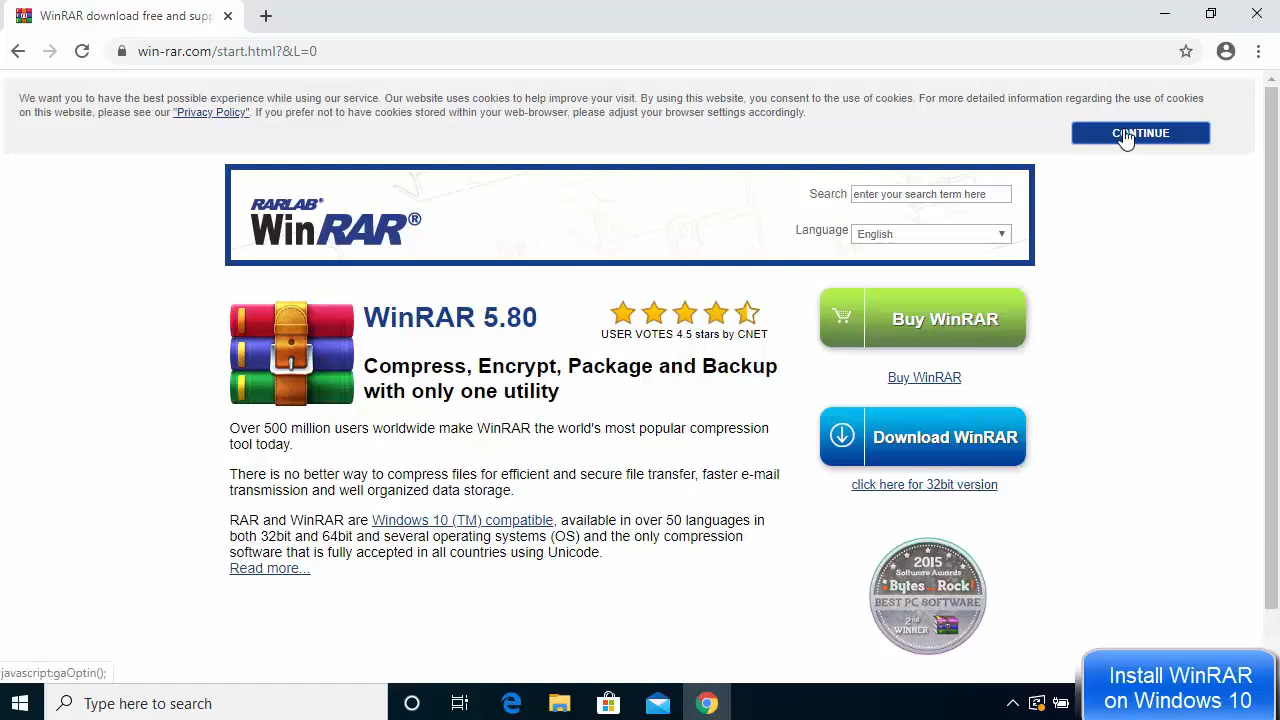 WinRAR download free and supp
win-rar.com/start.html?&L=0
We want you to have the best possible experience while using our service. Our website uses cookies to help improve your visit. By using this website, you consent to the use of cookies. For more detailed information regarding the use of cookies
on this website, please see our "Privacy Policy". If you prefer not to have cookies stored within your web-browser, please adjust your browser settings accordingly.
CONTINUE
RARLAB®
WinRAR®
Search enter your search term here
Language English
WinRAR 5.80
USER VOTES 4.5 stars by CNET
Compress, Encrypt, Package and Backup
with only one utility
Over 500 million users worldwide make WinRAR the world's most popular compression
tool today.
There is no better way to compress files for efficient and secure file transfer, faster e-mail
transmission and well organized data storage.
RAR and WinRAR are Windows 10 (TM) compatible, available in over 50 languages in
both 32bit and 64bit and several operating systems (OS) and the only compression
software that is fully accepted in all countries using Unicode.
Read more...
Buy WinRAR
Buy WinRAR
Download WinRAR
click here for 32bit version
2015
Software Awards
Bytes Rock
BEST PC SOFTWARE
2nd
WINNER
javascript:gaOptin();
Type here to search
Install WinRAR
on Windows 10